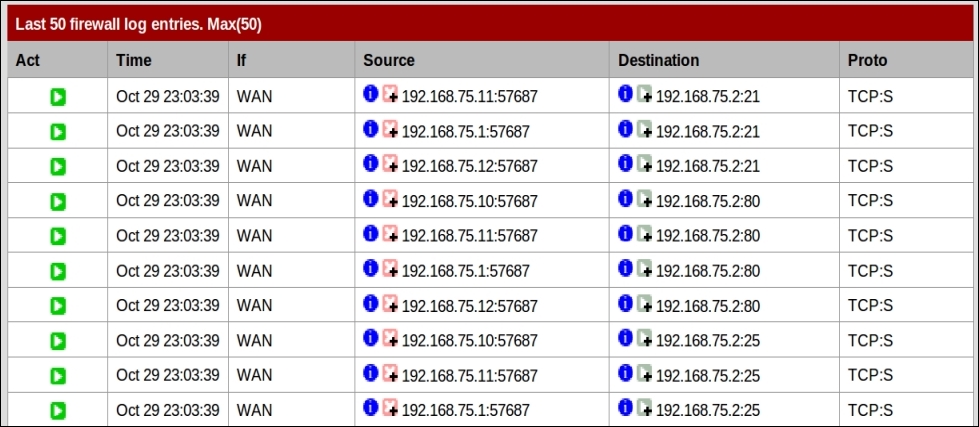 Last 50 firewall log entries. Max(50)
Act Time If Source Destination Proto
Oct 29 23:03:39 WAN 192.168.75.11:57687 192.168.75.2:21 TCP:S
Oct 29 23:03:39 WAN 192.168.75.1:57687 192.168.75.2:21 TCP:S
Oct 29 23:03:39 WAN 192.168.75.12:57687 192.168.75.2:21 TCP:S
Oct 29 23:03:39 WAN 192.168.75.10:57687 192.168.75.2:80 TCP:S
Oct 29 23:03:39 WAN 192.168.75.11:57687 192.168.75.2:80 TCP:S
Oct 29 23:03:39 WAN 192.168.75.1:57687 192.168.75.2:80 TCP:S
Oct 29 23:03:39 WAN 192.168.75.12:57687 192.168.75.2:80 TCP:S
Oct 29 23:03:39 WAN 192.168.75.10:57687 192.168.75.2:25 TCP:S
Oct 29 23:03:39 WAN 192.168.75.11:57687 192.168.75.2:25 TCP:S
Oct 29 23:03:39 WAN 192.168.75.1:57687 192.168.75.2:25 TCP:S